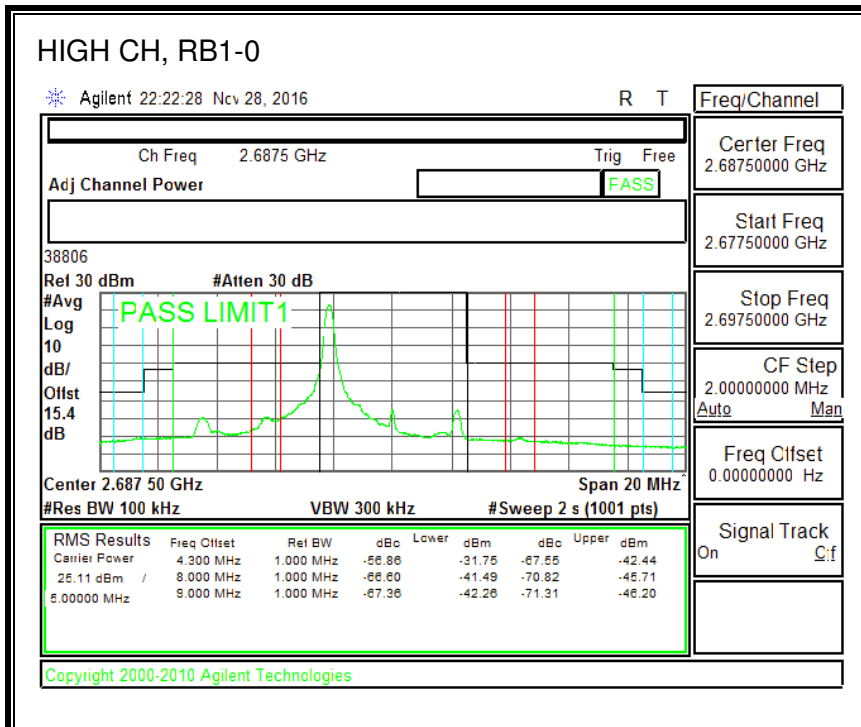 HIGH CH, RB1-0
Agilent 22:22:28 Nov 28, 2016 R T
Ch Freq 2.6875 GHz Trig Free
Adj Channel Power PASS
38806
Ref 30 dBm #Atten 30 dB
#Avg
Log
10
dB/
Offst
15.4
dB
PASS LIMIT1
Center 2.687 50 GHz Span 20 MHz
#Res BW 100 kHz VBW 300 kHz #Sweep 2 s (1001 pts)
RMS Results Freq Offset Ref BW dBc Lower dBm dBc Upper dBm
Carrier Power 4.300 MHz 1.000 MHz -56.86 -31.75 -67.55 -42.44
25.11 dBm / 8.000 MHz 1.000 MHz -66.60 -41.49 -70.82 -45.71
5.00000 MHz 9.000 MHz 1.000 MHz -67.36 -42.26 -71.31 -46.20
Copyright 2000-2010 Agilent Technologies
Freq/Channel
Center Freq
2.68750000 GHz
Start Freq
2.67750000 GHz
Stop Freq
2.69750000 GHz
CF Step
2.00000000 MHz
Auto Man
Freq Offset
0.00000000 Hz
Signal Track
On Off